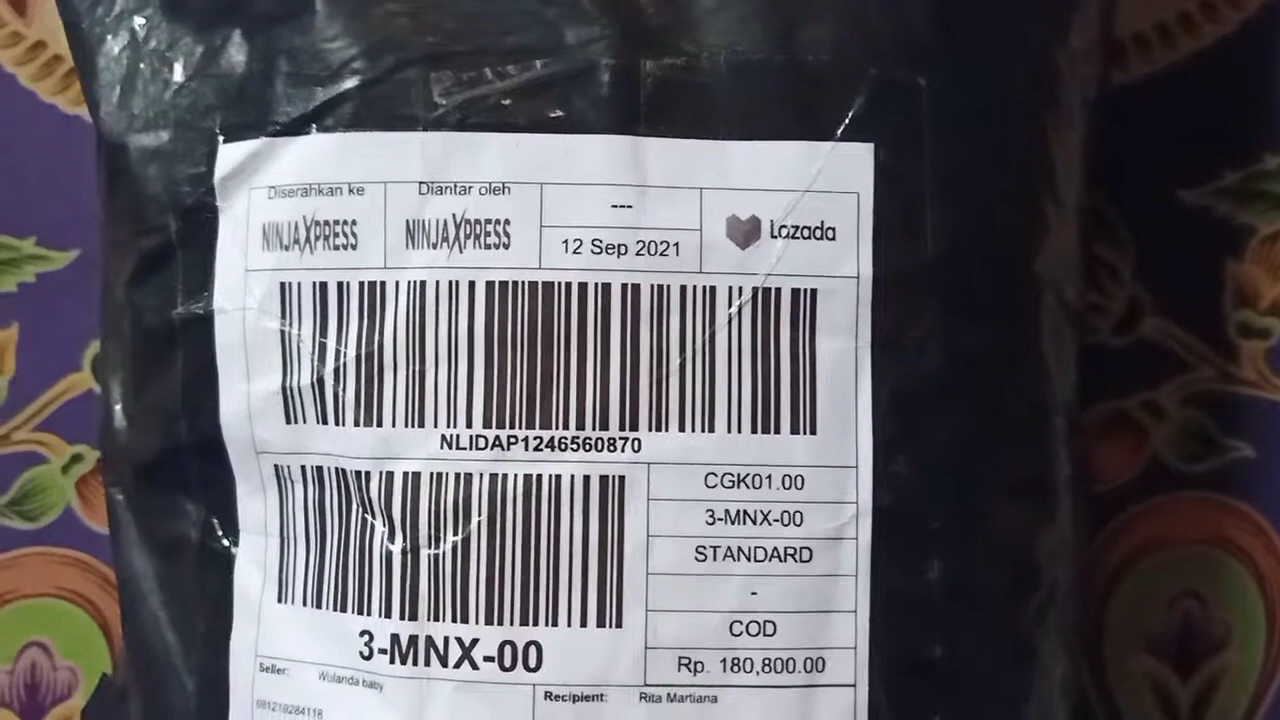 Diserahkan ke
NINJAXPRESS
Diantar oleh
NINJAXPRESS
---
12 Sep 2021
Lazada
NLIDAP1246560870
CGK01.00
3-MNX-00
STANDARD
-
COD
Rp. 180,800.00
3-MNX-00
Seller: Wulanda baby
081219284118
Recipient: Rita Martiana